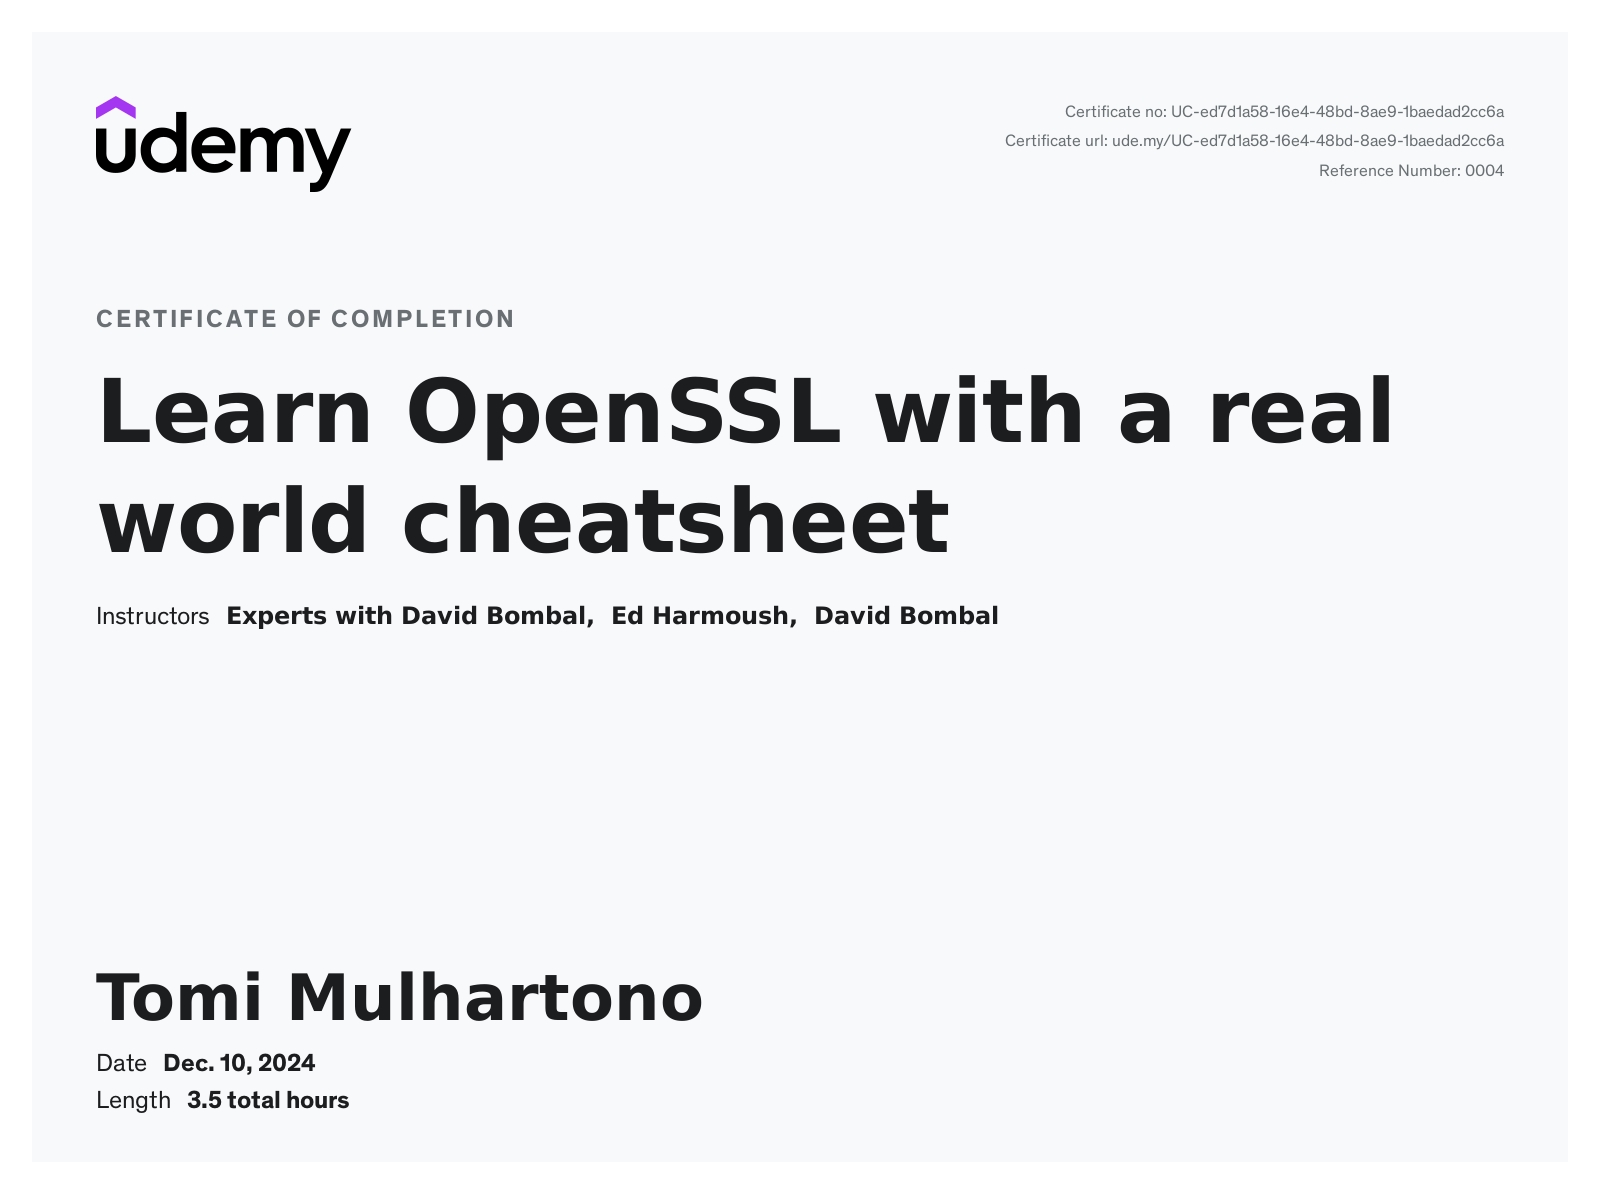 udemy
Certificate no: UC-ed7d1a58-16e4-48bd-8ae9-1baedad2cc6a
Certificate url: ude.my/UC-ed7d1a58-16e4-48bd-8ae9-1baedad2cc6a
Reference Number: 0004
CERTIFICATE OF COMPLETION
Learn OpenSSL with a real
world cheatsheet
Instructors Experts with David Bombal, Ed Harmoush, David Bombal
Tomi Mulhartono
Date Dec. 10, 2024
Length 3.5 total hours